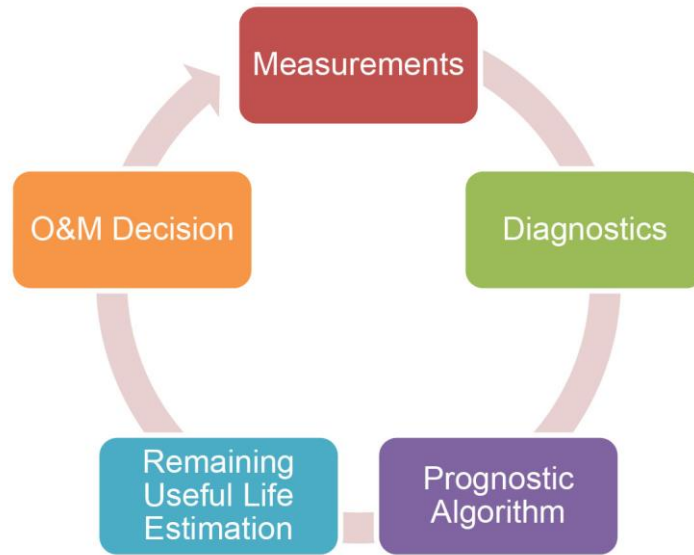 Measurements
Diagnostics
Prognostic
Algorithm
Remaining
Useful Life
Estimation
O&M Decision